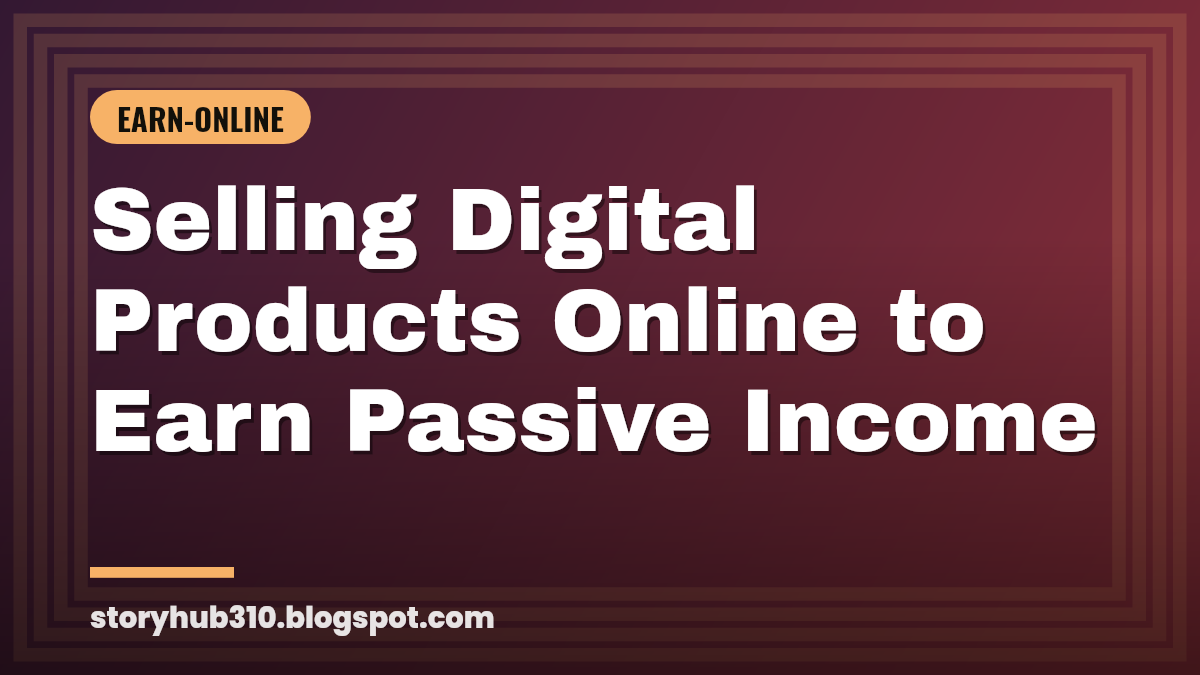 EARN-ONLINE
Selling Digital
Products Online to
Earn Passive Income
storyhub310.blogspot.com